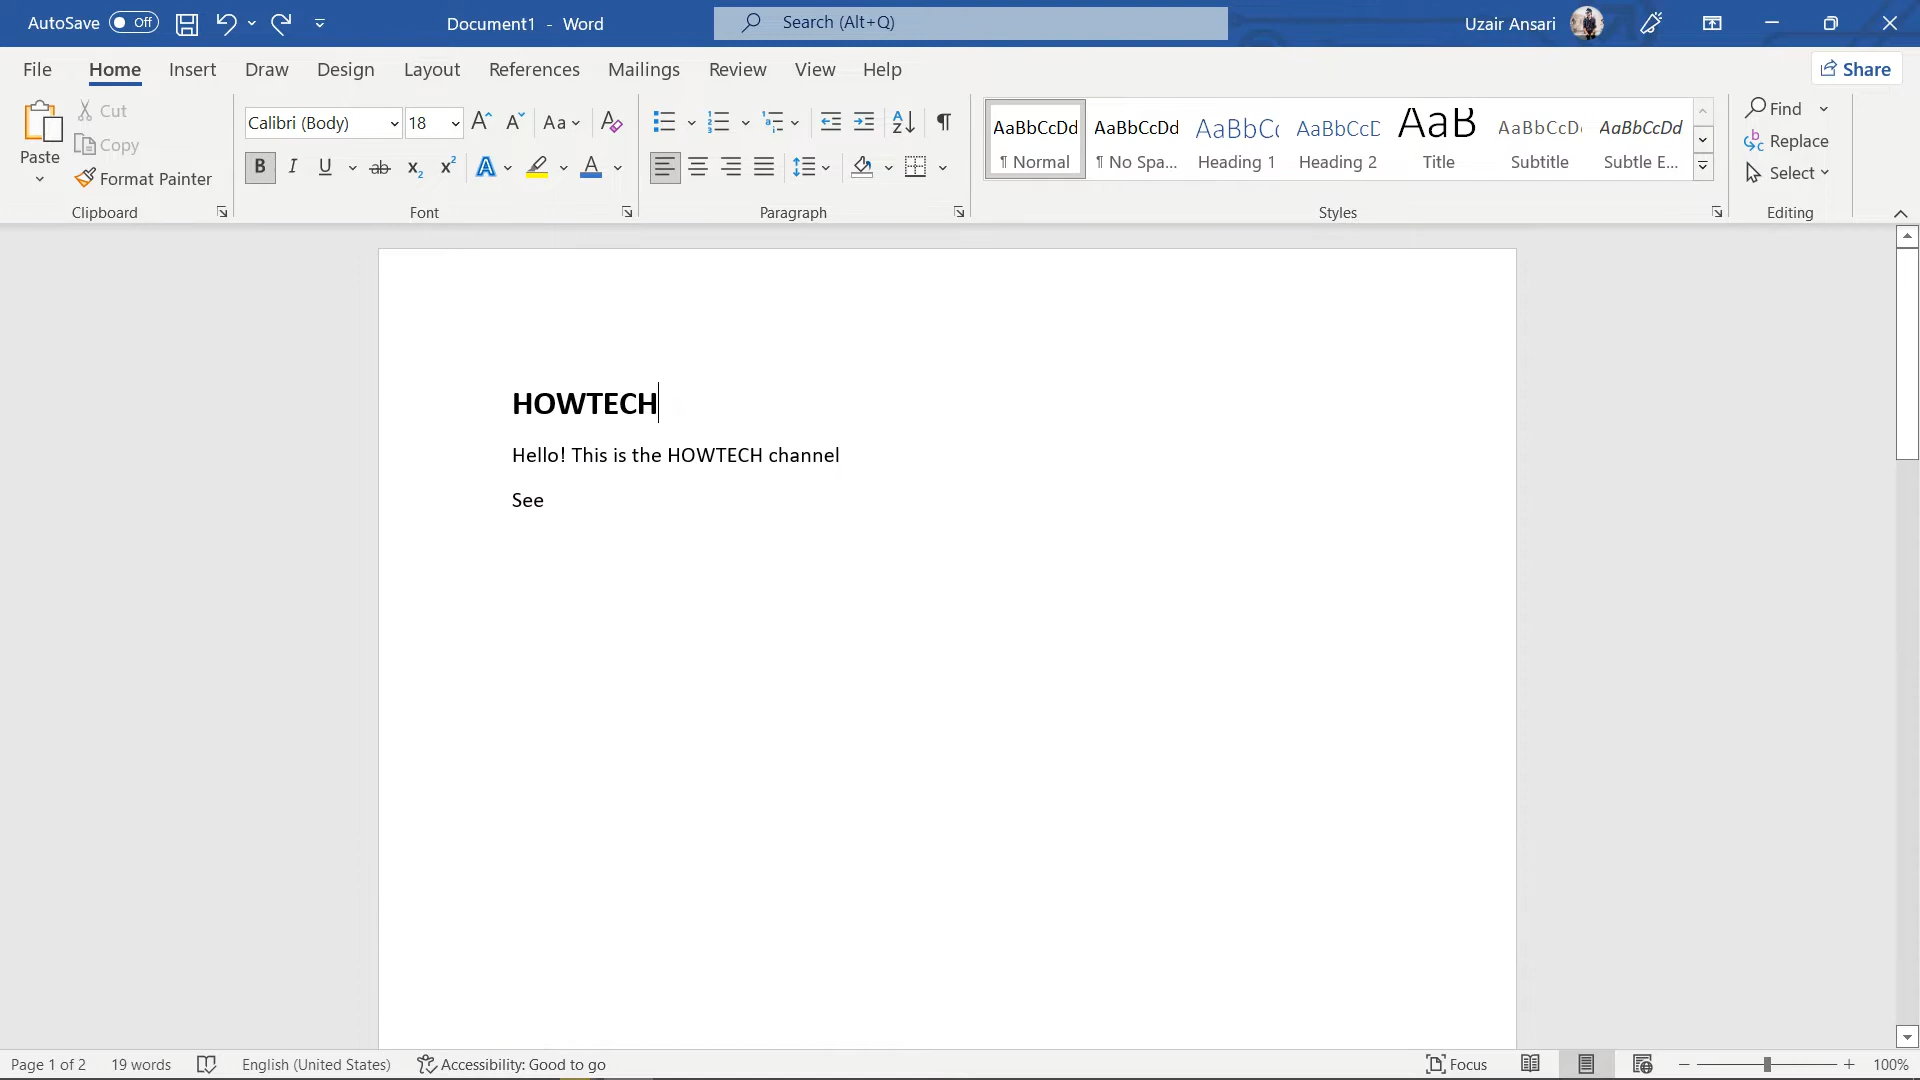 AutoSave Off Document1 - Word Search (Alt+Q) Uzair Ansari
File Home Insert Draw Design Layout References Mailings Review View Help Share
Paste Cut Copy Format Painter Clipboard
Calibri (Body) 18 Aa B I U ab x₂ x² A A Font
Paragraph
AaBbCcDd ¶ Normal
AaBbCcDd ¶ No Spa...
AaBbCc Heading 1
AaBbCcD Heading 2
AaB Title
AaBbCcD Subtitle
AaBbCcDd Subtle E...
Styles
Find
Replace
Select
Editing
HOWTECH
Hello! This is the HOWTECH channel
See
Page 1 of 2 19 words English (United States) Accessibility: Good to go Focus 100%